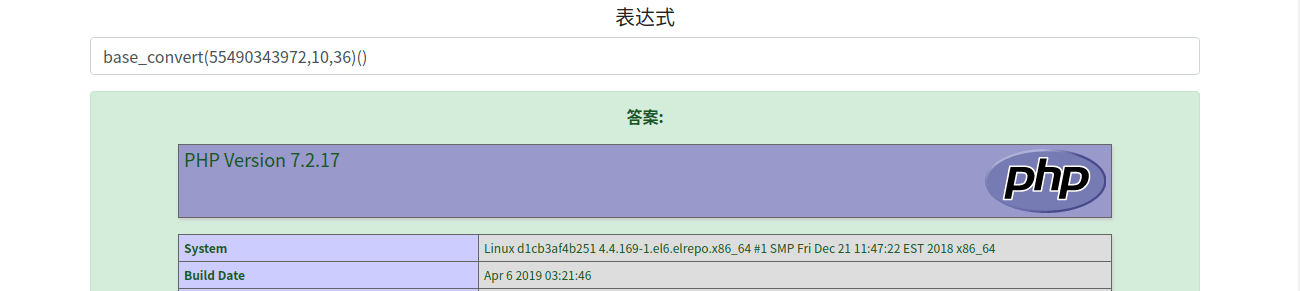 表达式
base_convert(55490343972,10,36)()
答案:
PHP Version 7.2.17
php
System Linux d1cb3af4b251 4.4.169-1.el6.elrepo.x86_64 #1 SMP Fri Dec 21 11:47:22 EST 2018 x86_64
Build Date Apr 6 2019 03:21:46